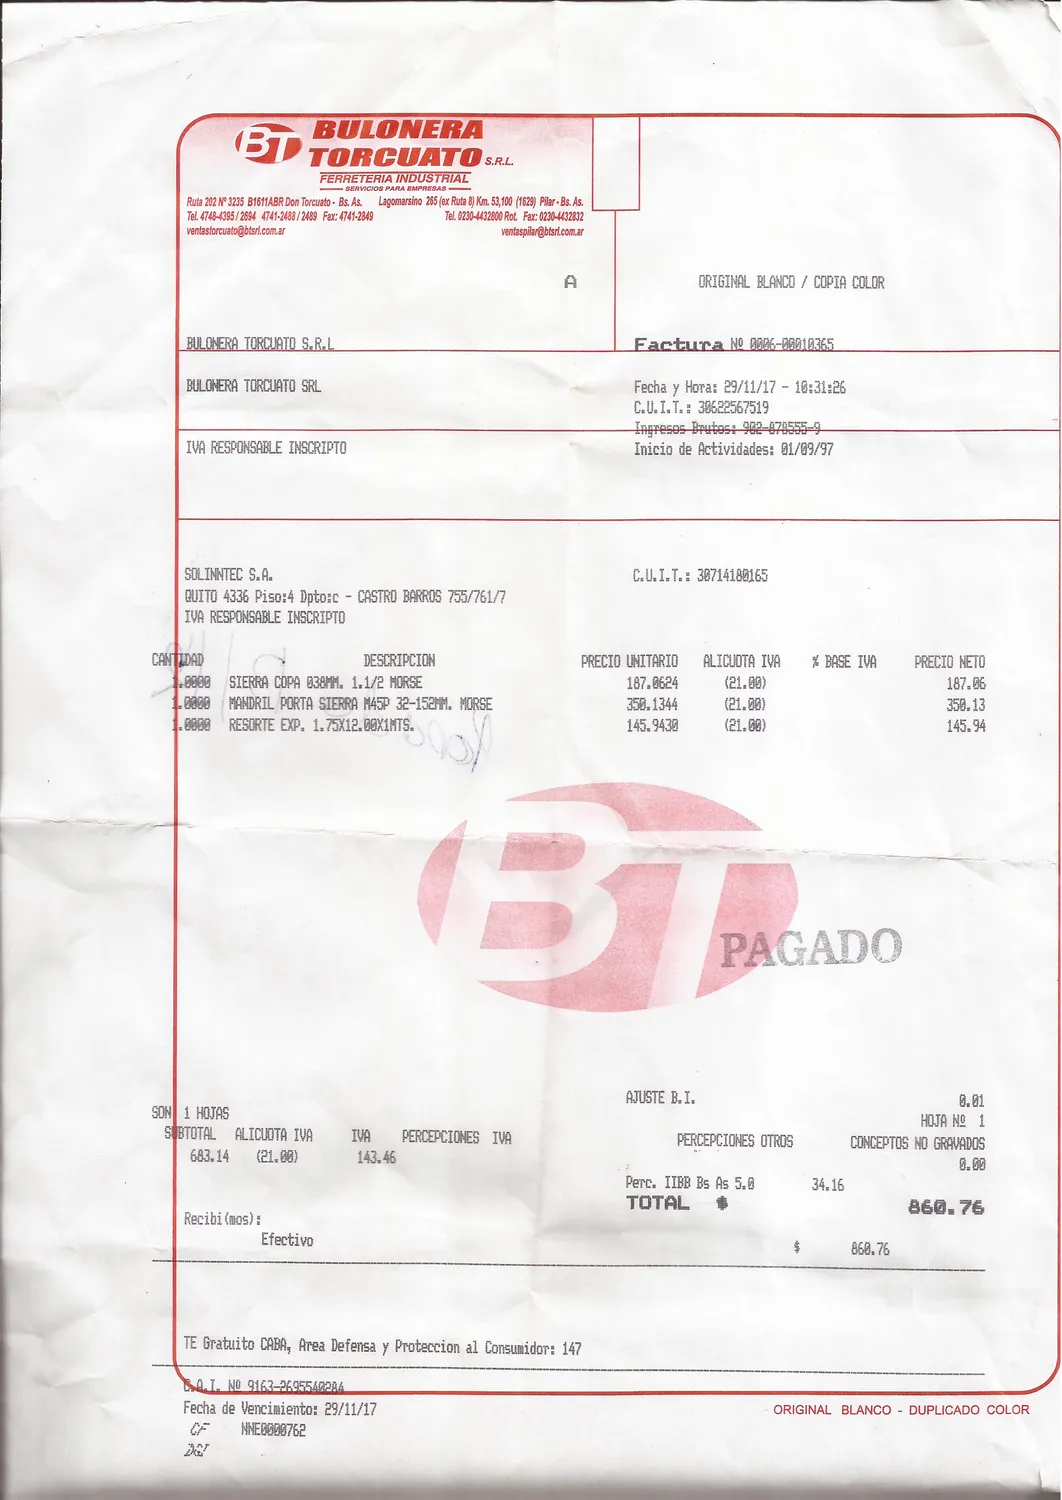 BT BULONERA
TORCUATO S.R.L.
FERRETERIA INDUSTRIAL
SERVICIOS PARA EMPRESAS
Ruta 202 Nº 3235 B1611ABR Don Torcuato - Bs. As. Lagomarsino 265 (ex Ruta 8) Km. 53,100 (1629) Pilar - Bs. As.
Tel. 4748-4395 / 2694 4741-2488 / 2489 Fax: 4741-2849 Tel. 0230-4432800 Rot. Fax: 0230-4432832
ventastorcuato@btsrl.com.ar ventaspilar@btsrl.com.ar
A ORIGINAL BLANCO / COPIA COLOR
BULONERA TORCUATO S.R.L Factura Nº 0006-00010365
BULONERA TORCUATO SRL Fecha y Hora: 29/11/17 - 10:31:26
C.U.I.T.: 30622567519
Ingresos Brutos: 902-878555-9
IVA RESPONSABLE INSCRIPTO Inicio de Actividades: 01/09/97
SOLINNTEC S.A. C.U.I.T.: 30714180165
QUITO 4336 Piso:4 Dpto:c - CASTRO BARROS 755/761/7
IVA RESPONSABLE INSCRIPTO
CANTIDAD DESCRIPCION PRECIO UNITARIO ALICUOTA IVA % BASE IVA PRECIO NETO
1.0000 SIERRA COPA 038MM. 1.1/2 MORSE 187.0624 (21.00) 187.06
1.0000 MANDRIL PORTA SIERRA M45P 32-152MM. MORSE 350.1344 (21.00) 350.13
1.0000 RESORTE EXP. 1.75X12.00X1MTS. 145.9430 (21.00) 145.94
BT
PAGADO
AJUSTE B.I. 0.01
SON 1 HOJAS HOJA Nº 1
SUBTOTAL ALICUOTA IVA IVA PERCEPCIONES IVA PERCEPCIONES OTROS CONCEPTOS NO GRAVADOS
683.14 (21.00) 143.46 0.00
Perc. IIBB Bs As 5.0 34.16
TOTAL $ 860.76
Recibi(mos):
Efectivo $ 860.76
TE Gratuito CABA, Area Defensa y Proteccion al Consumidor: 147
C.A.I. Nº 9163-2695540284
Fecha de Vencimiento: 29/11/17
ORIGINAL BLANCO - DUPLICADO COLOR
CF NNE0000762
DGI